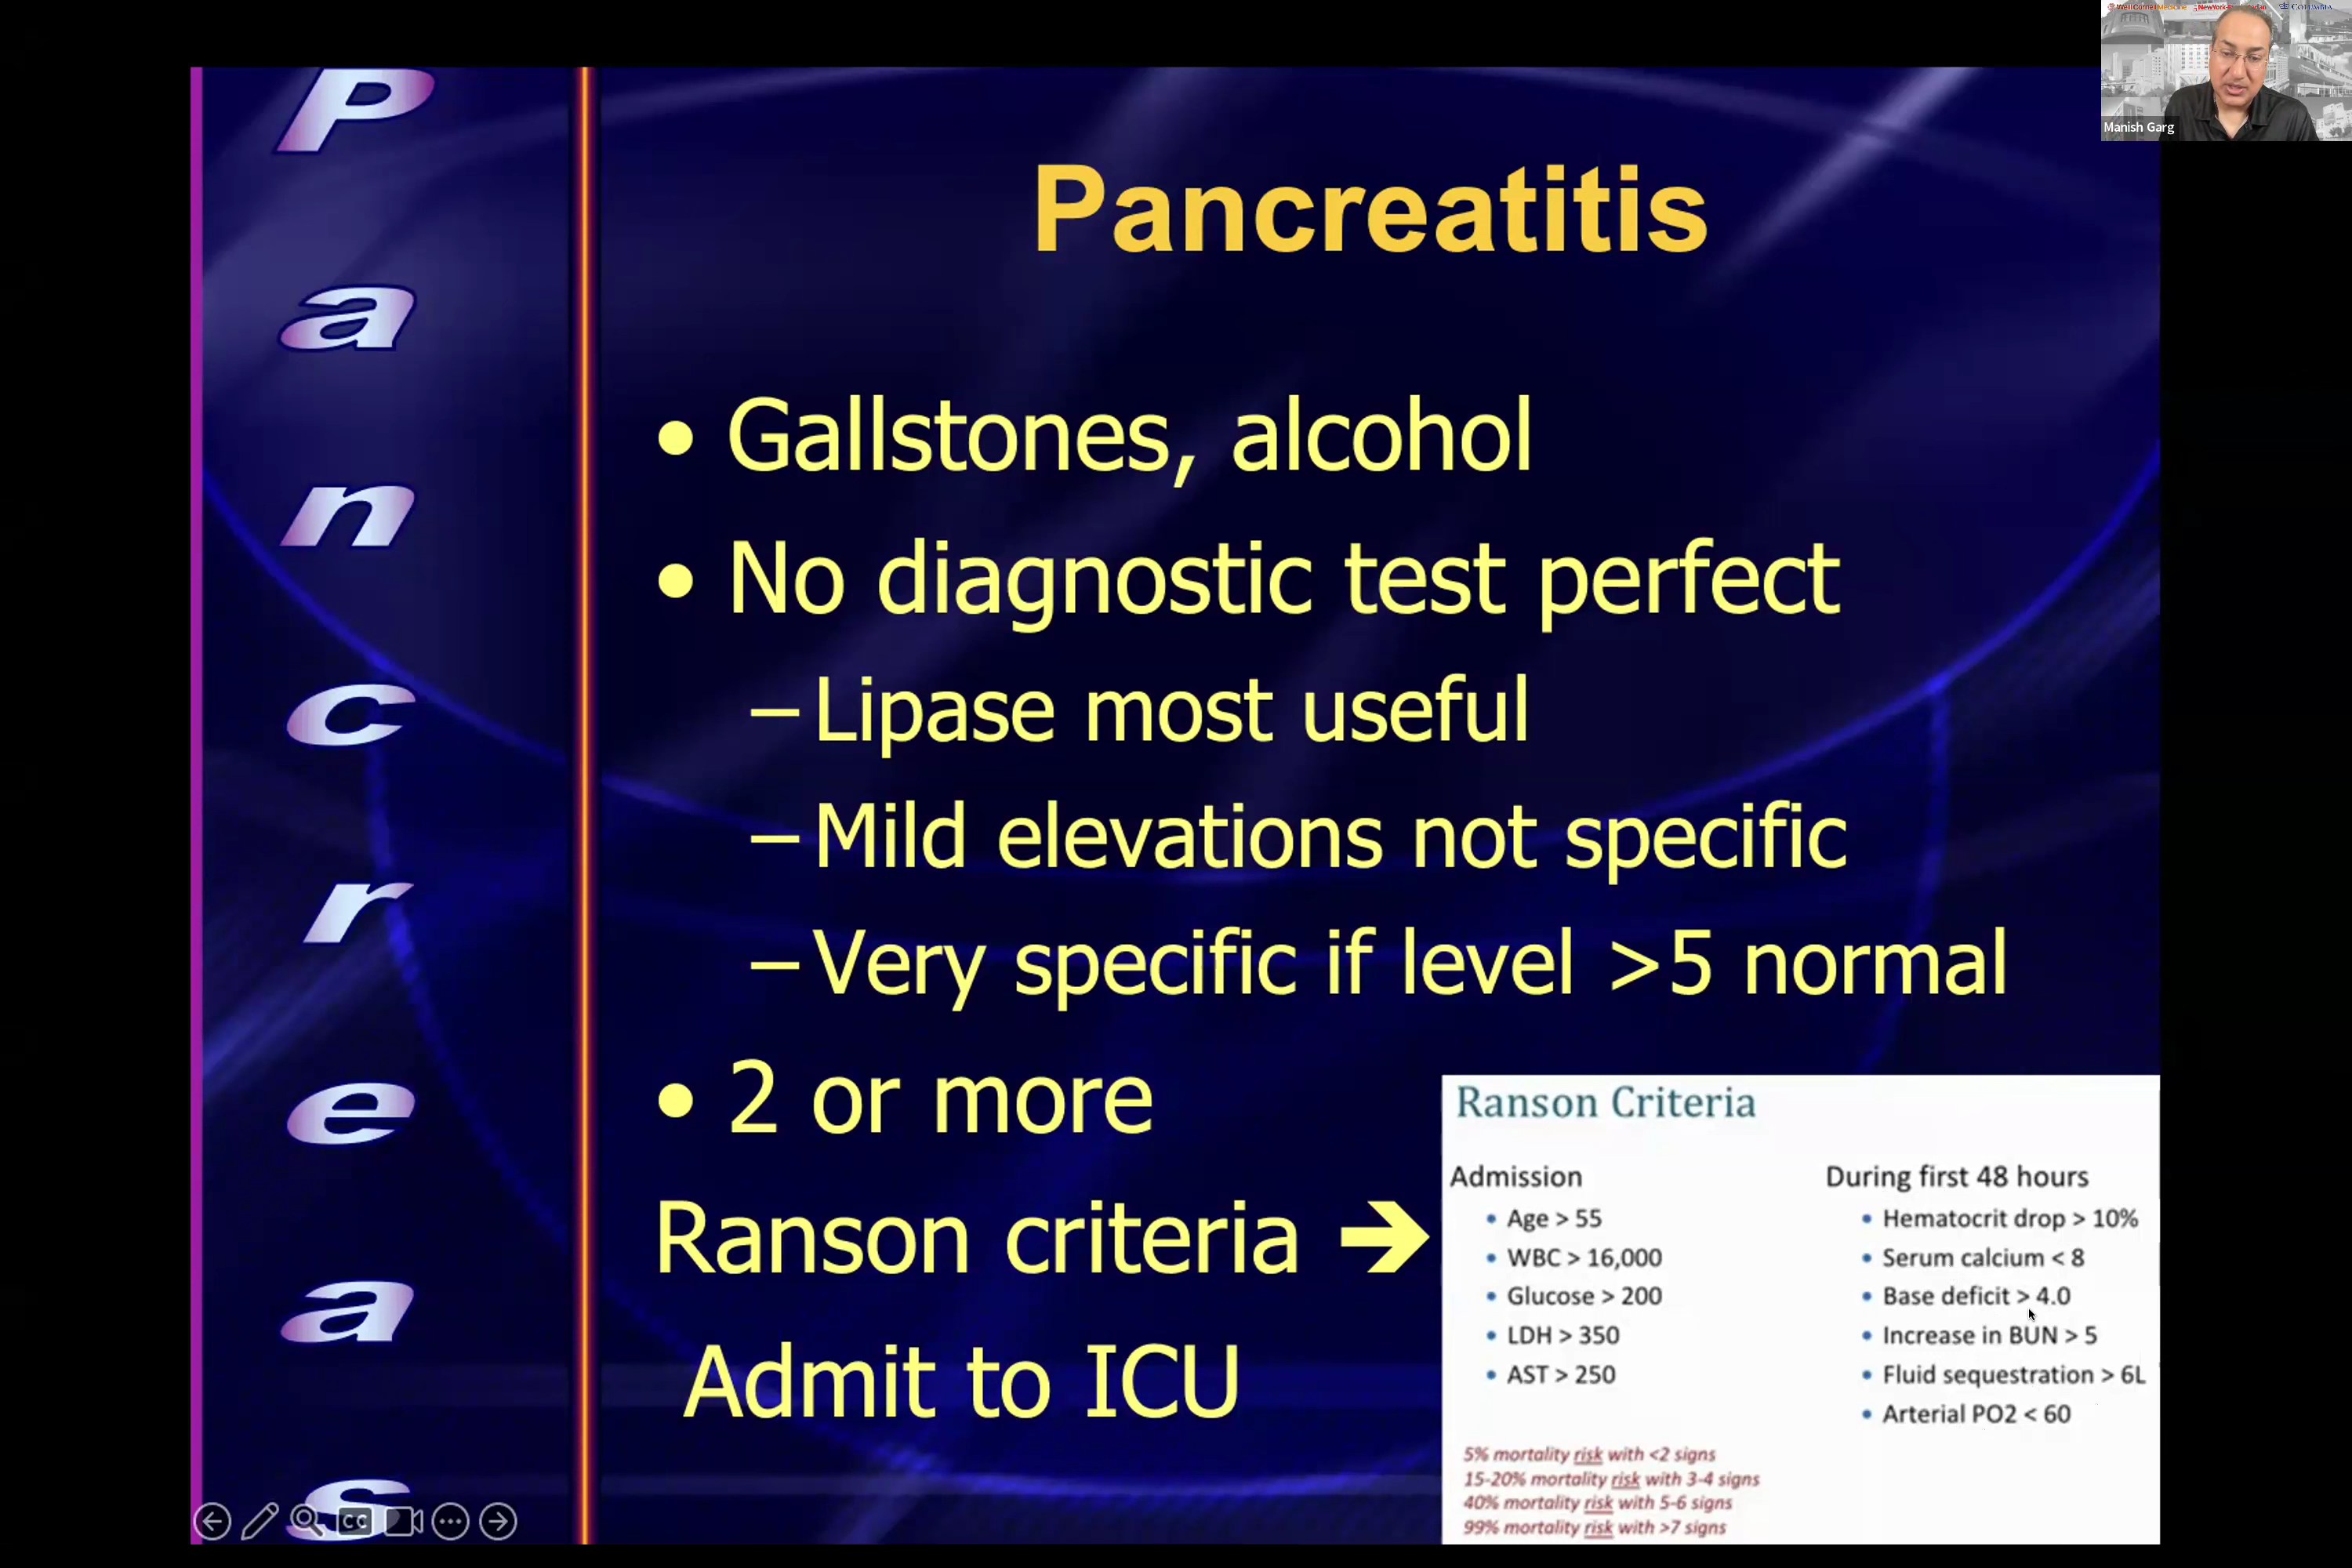 WeillCornellMedicine
COLUMBIA
Manish Garg
Pancreas
Pancreatitis
• Gallstones, alcohol
• No diagnostic test perfect
– Lipase most useful
– Mild elevations not specific
– Very specific if level >5 normal
• 2 or more
Ranson criteria ➔
Admit to ICU
Ranson Criteria
Admission
• Age > 55
• WBC > 16,000
• Glucose > 200
• LDH > 350
• AST > 250
During first 48 hours
• Hematocrit drop > 10%
• Serum calcium < 8
• Base deficit > 4.0
• Increase in BUN > 5
• Fluid sequestration > 6L
• Arterial PO2 < 60
5% mortality risk with <2 signs
15-20% mortality risk with 3-4 signs
40% mortality risk with 5-6 signs
99% mortality risk with >7 signs
CC